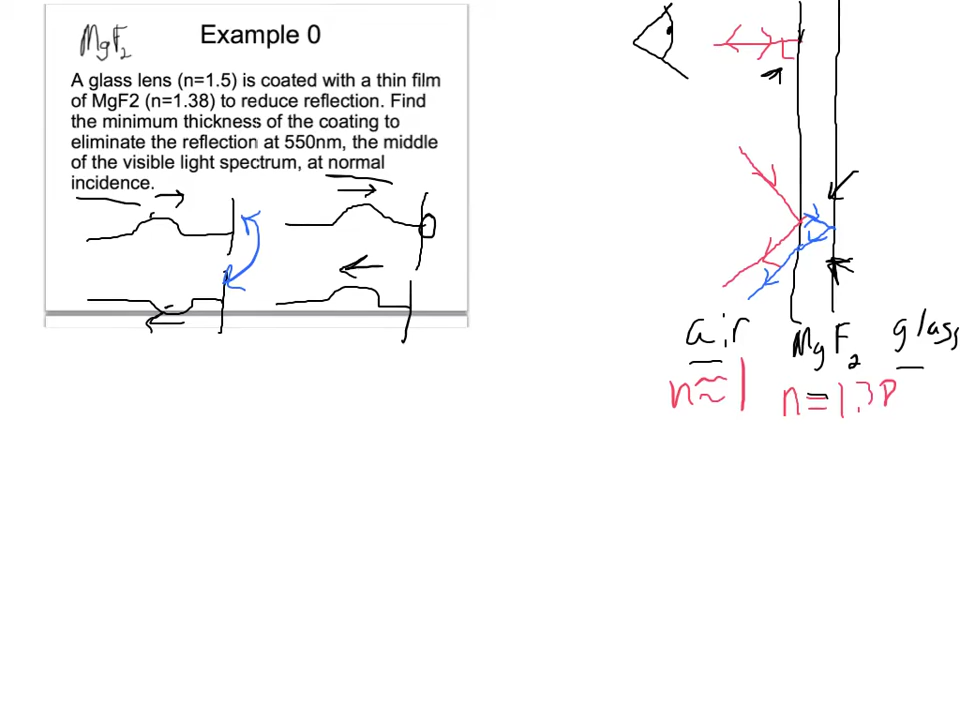 MgF2
Example 0
A glass lens (n=1.5) is coated with a thin film
of MgF2 (n=1.38) to reduce reflection. Find
the minimum thickness of the coating to
eliminate the reflection at 550nm, the middle
of the visible light spectrum, at normal
incidence.
air MgF2 glass
n≈1 n=1.38